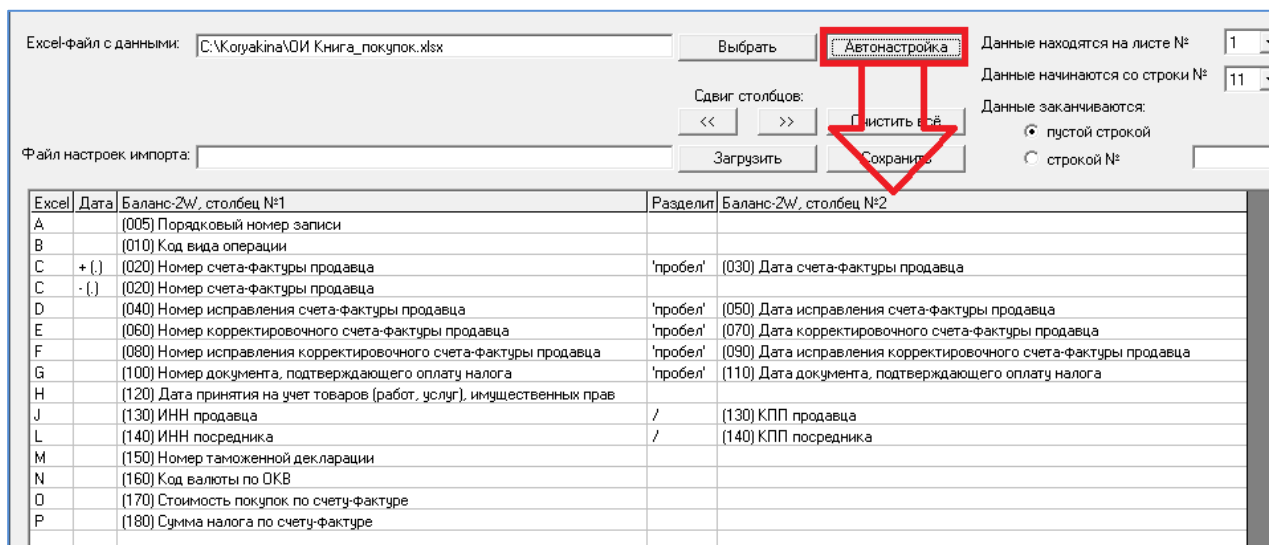 Excel-файл с данными: C:\Koryakina\ОИ Книга_покупок.xlsx Выбрать Автонастройка Данные находятся на листе № 1
Данные начинаются со строки № 11
Сдвиг столбцов: Данные заканчиваются:
<< >> Очистить всё пустой строкой
Файл настроек импорта: Загрузить Сохранить строкой №
Excel Дата Баланс-2W, столбец №1 Разделит Баланс-2W, столбец №2
A (005) Порядковый номер записи
B (010) Код вида операции
C + (.) (020) Номер счета-фактуры продавца 'пробел' (030) Дата счета-фактуры продавца
C - (.) (020) Номер счета-фактуры продавца
D (040) Номер исправления счета-фактуры продавца 'пробел' (050) Дата исправления счета-фактуры продавца
E (060) Номер корректировочного счета-фактуры продавца 'пробел' (070) Дата корректировочного счета-фактуры продавца
F (080) Номер исправления корректировочного счета-фактуры продавца 'пробел' (090) Дата исправления корректировочного счета-фактуры продавца
G (100) Номер документа, подтверждающего оплату налога 'пробел' (110) Дата документа, подтверждающего оплату налога
H (120) Дата принятия на учет товаров (работ, услуг), имущественных прав
J (130) ИНН продавца / (130) КПП продавца
L (140) ИНН посредника / (140) КПП посредника
M (150) Номер таможенной декларации
N (160) Код валюты по ОКВ
O (170) Стоимость покупок по счету-фактуре
P (180) Сумма налога по счету-фактуре